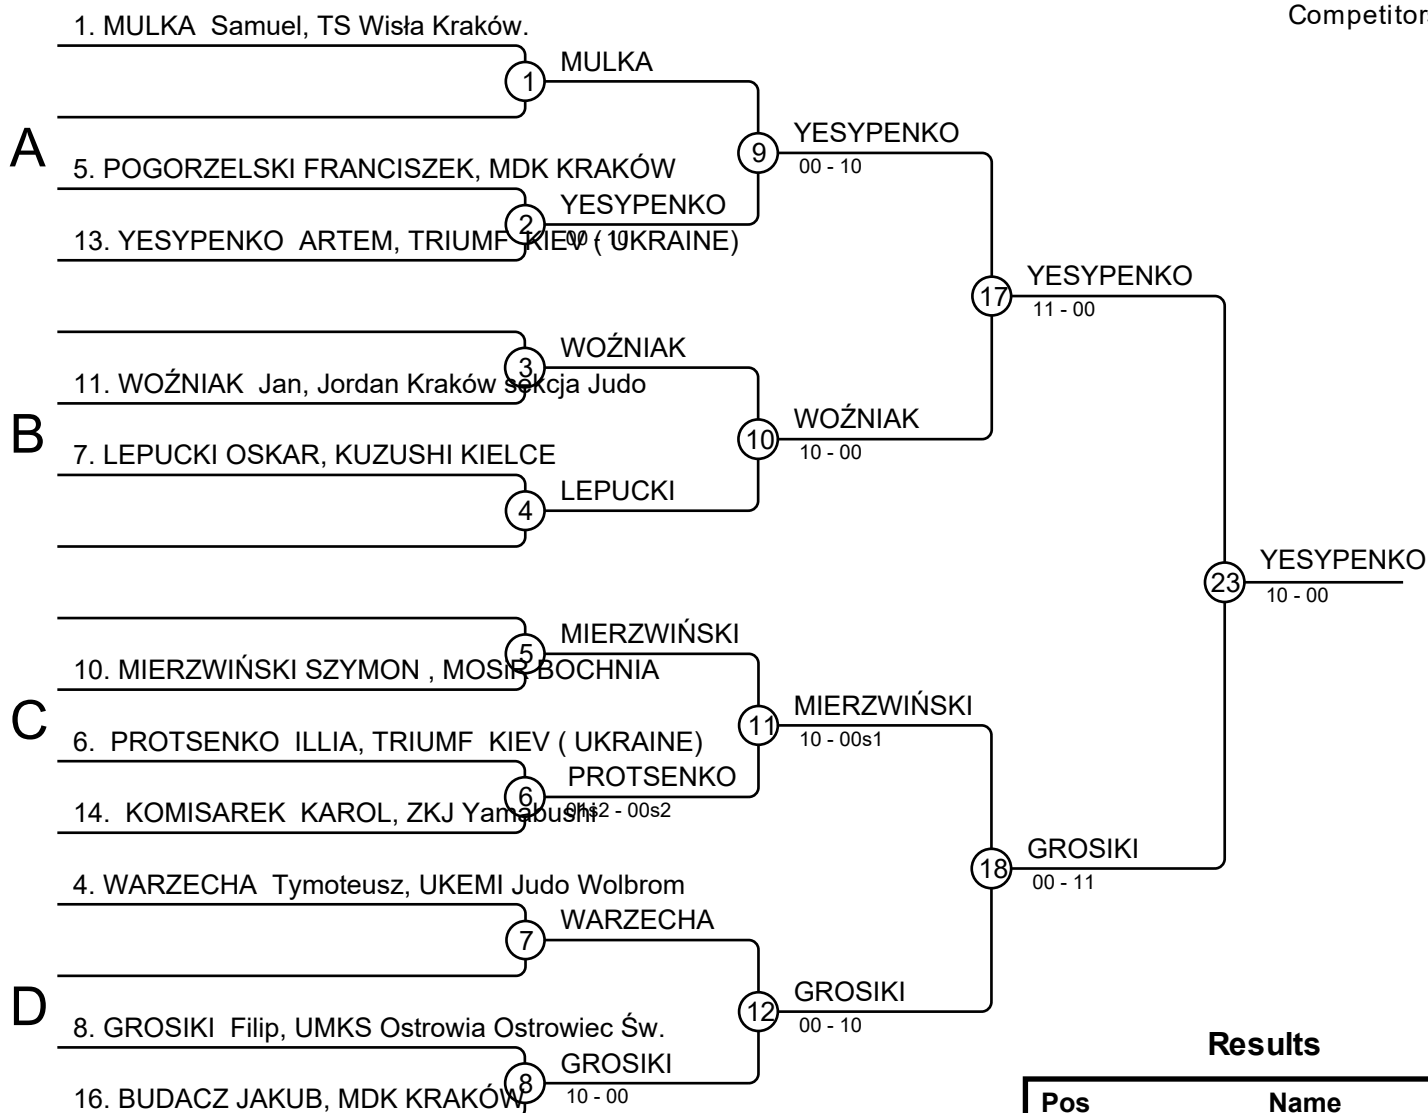 Competitor
1. MULKA Samuel, TS Wisła Kraków.
1
MULKA
A
9
YESYPENKO
00 - 10
5. POGORZELSKI FRANCISZEK, MDK KRAKÓW
2
YESYPENKO
00 - 10
13. YESYPENKO ARTEM, TRIUMF KIEV ( UKRAINE)
17
YESYPENKO
11 - 00
3
WOŹNIAK
11. WOŹNIAK Jan, Jordan Kraków sekcja Judo
B
10
WOŹNIAK
10 - 00
7. LEPUCKI OSKAR, KUZUSHI KIELCE
4
LEPUCKI
23
YESYPENKO
10 - 00
5
MIERZWIŃSKI
10. MIERZWIŃSKI SZYMON , MOSiR BOCHNIA
C
11
MIERZWIŃSKI
10 - 00s1
6. PROTSENKO ILLIA, TRIUMF KIEV ( UKRAINE)
6
PROTSENKO
01s2 - 00s2
14. KOMISAREK KAROL, ZKJ Yamabushi
18
GROSIKI
00 - 11
4. WARZECHA Tymoteusz, UKEMI Judo Wolbrom
7
WARZECHA
D
12
GROSIKI
00 - 10
8. GROSIKI Filip, UMKS Ostrowia Ostrowiec Św.
8
GROSIKI
10 - 00
16. BUDACZ JAKUB, MDK KRAKÓW
Results
Pos Name